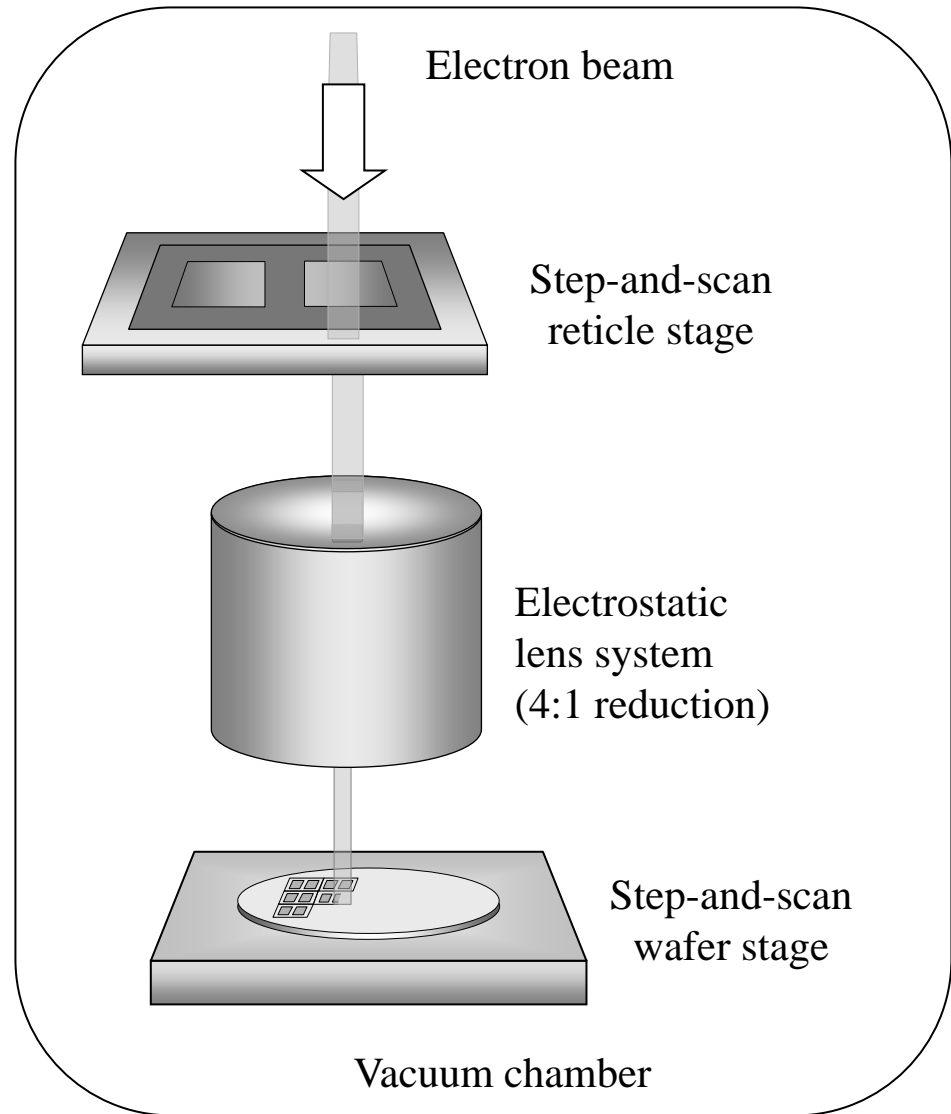 Electron beam
Step-and-scan
reticle stage
Electrostatic
lens system
(4:1 reduction)
Step-and-scan
wafer stage
Vacuum chamber